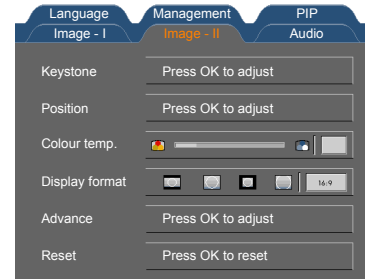 Language Management PIP
Image - I Image - II Audio
Keystone Press OK to adjust
Position Press OK to adjust
Colour temp.
Display format 16:9
Advance Press OK to adjust
Reset Press OK to reset